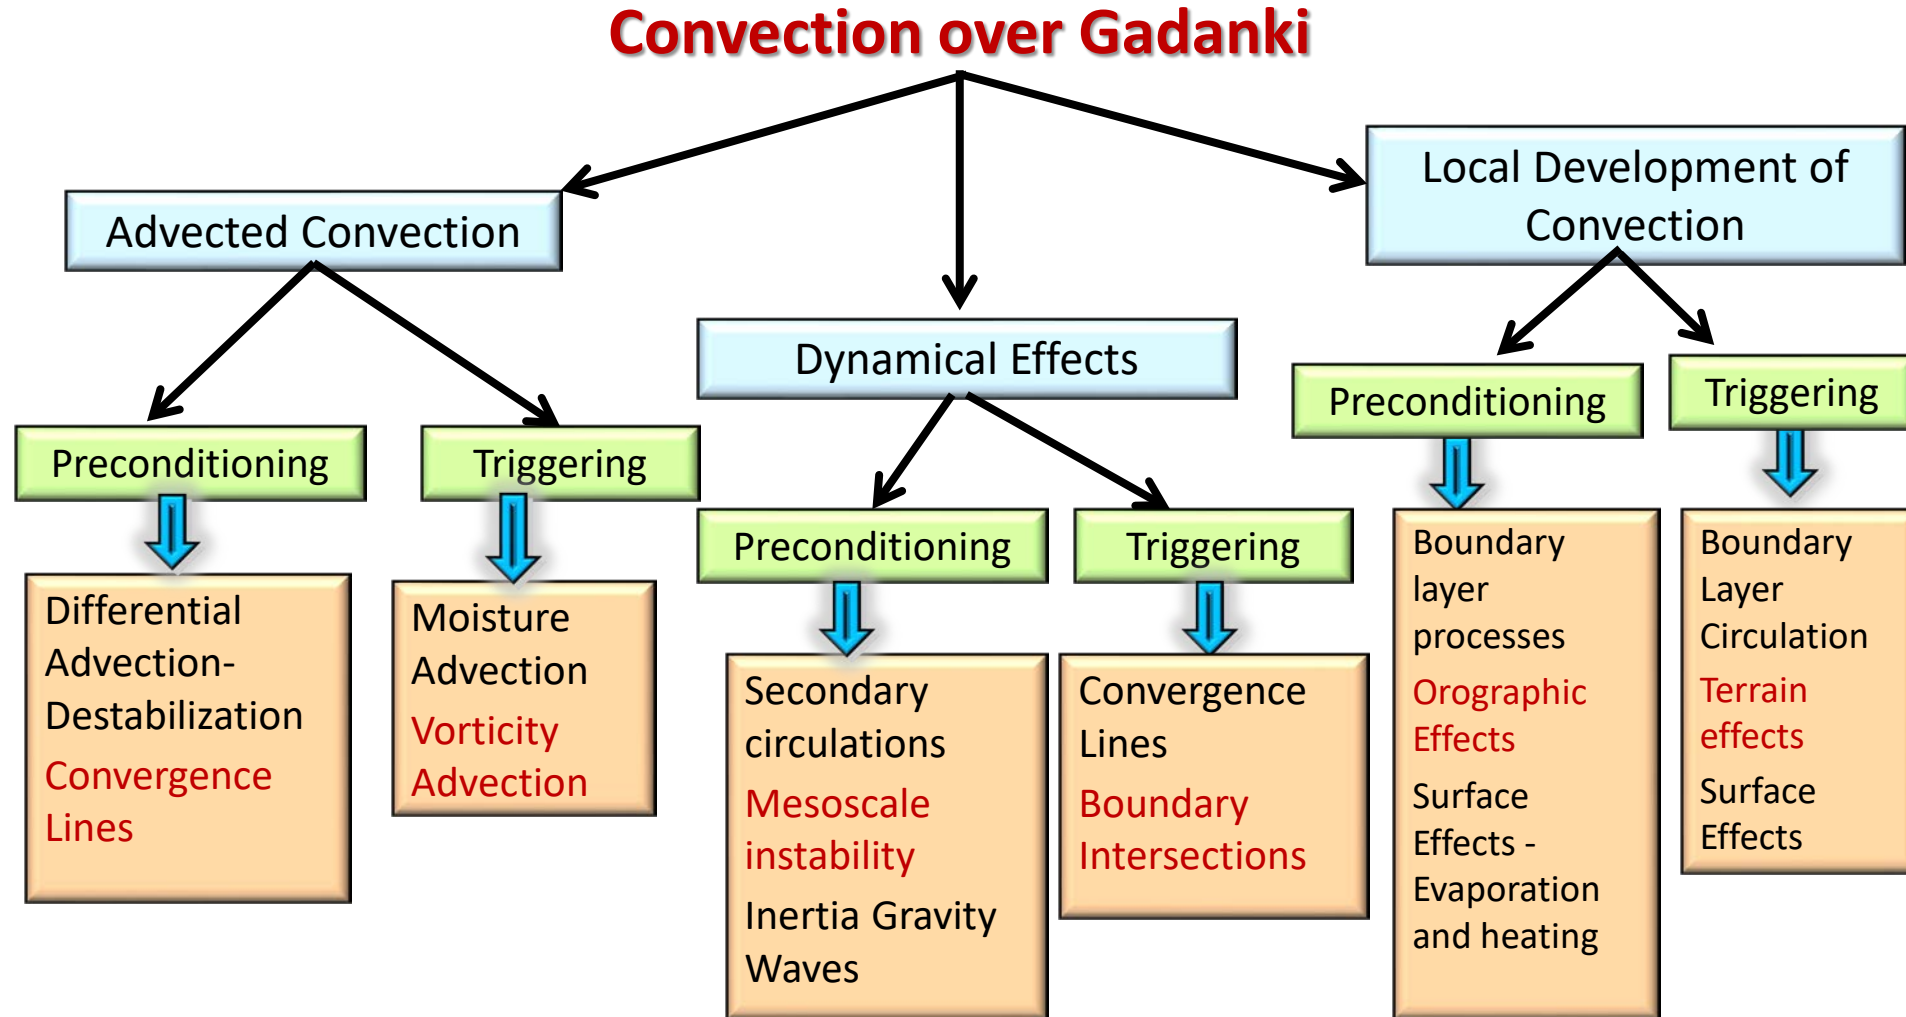 Convection over Gadanki
Advected Convection
Preconditioning
Differential
Advection-
Destabilization
Convergence
Lines
Triggering
Moisture
Advection
Vorticity
Advection
Dynamical Effects
Preconditioning
Secondary
circulations
Mesoscale
instability
Inertia Gravity
Waves
Triggering
Convergence
Lines
Boundary
Intersections
Local Development of
Convection
Preconditioning
Boundary
layer
processes
Orographic
Effects
Surface
Effects -
Evaporation
and heating
Triggering
Boundary
Layer
Circulation
Terrain
effects
Surface
Effects